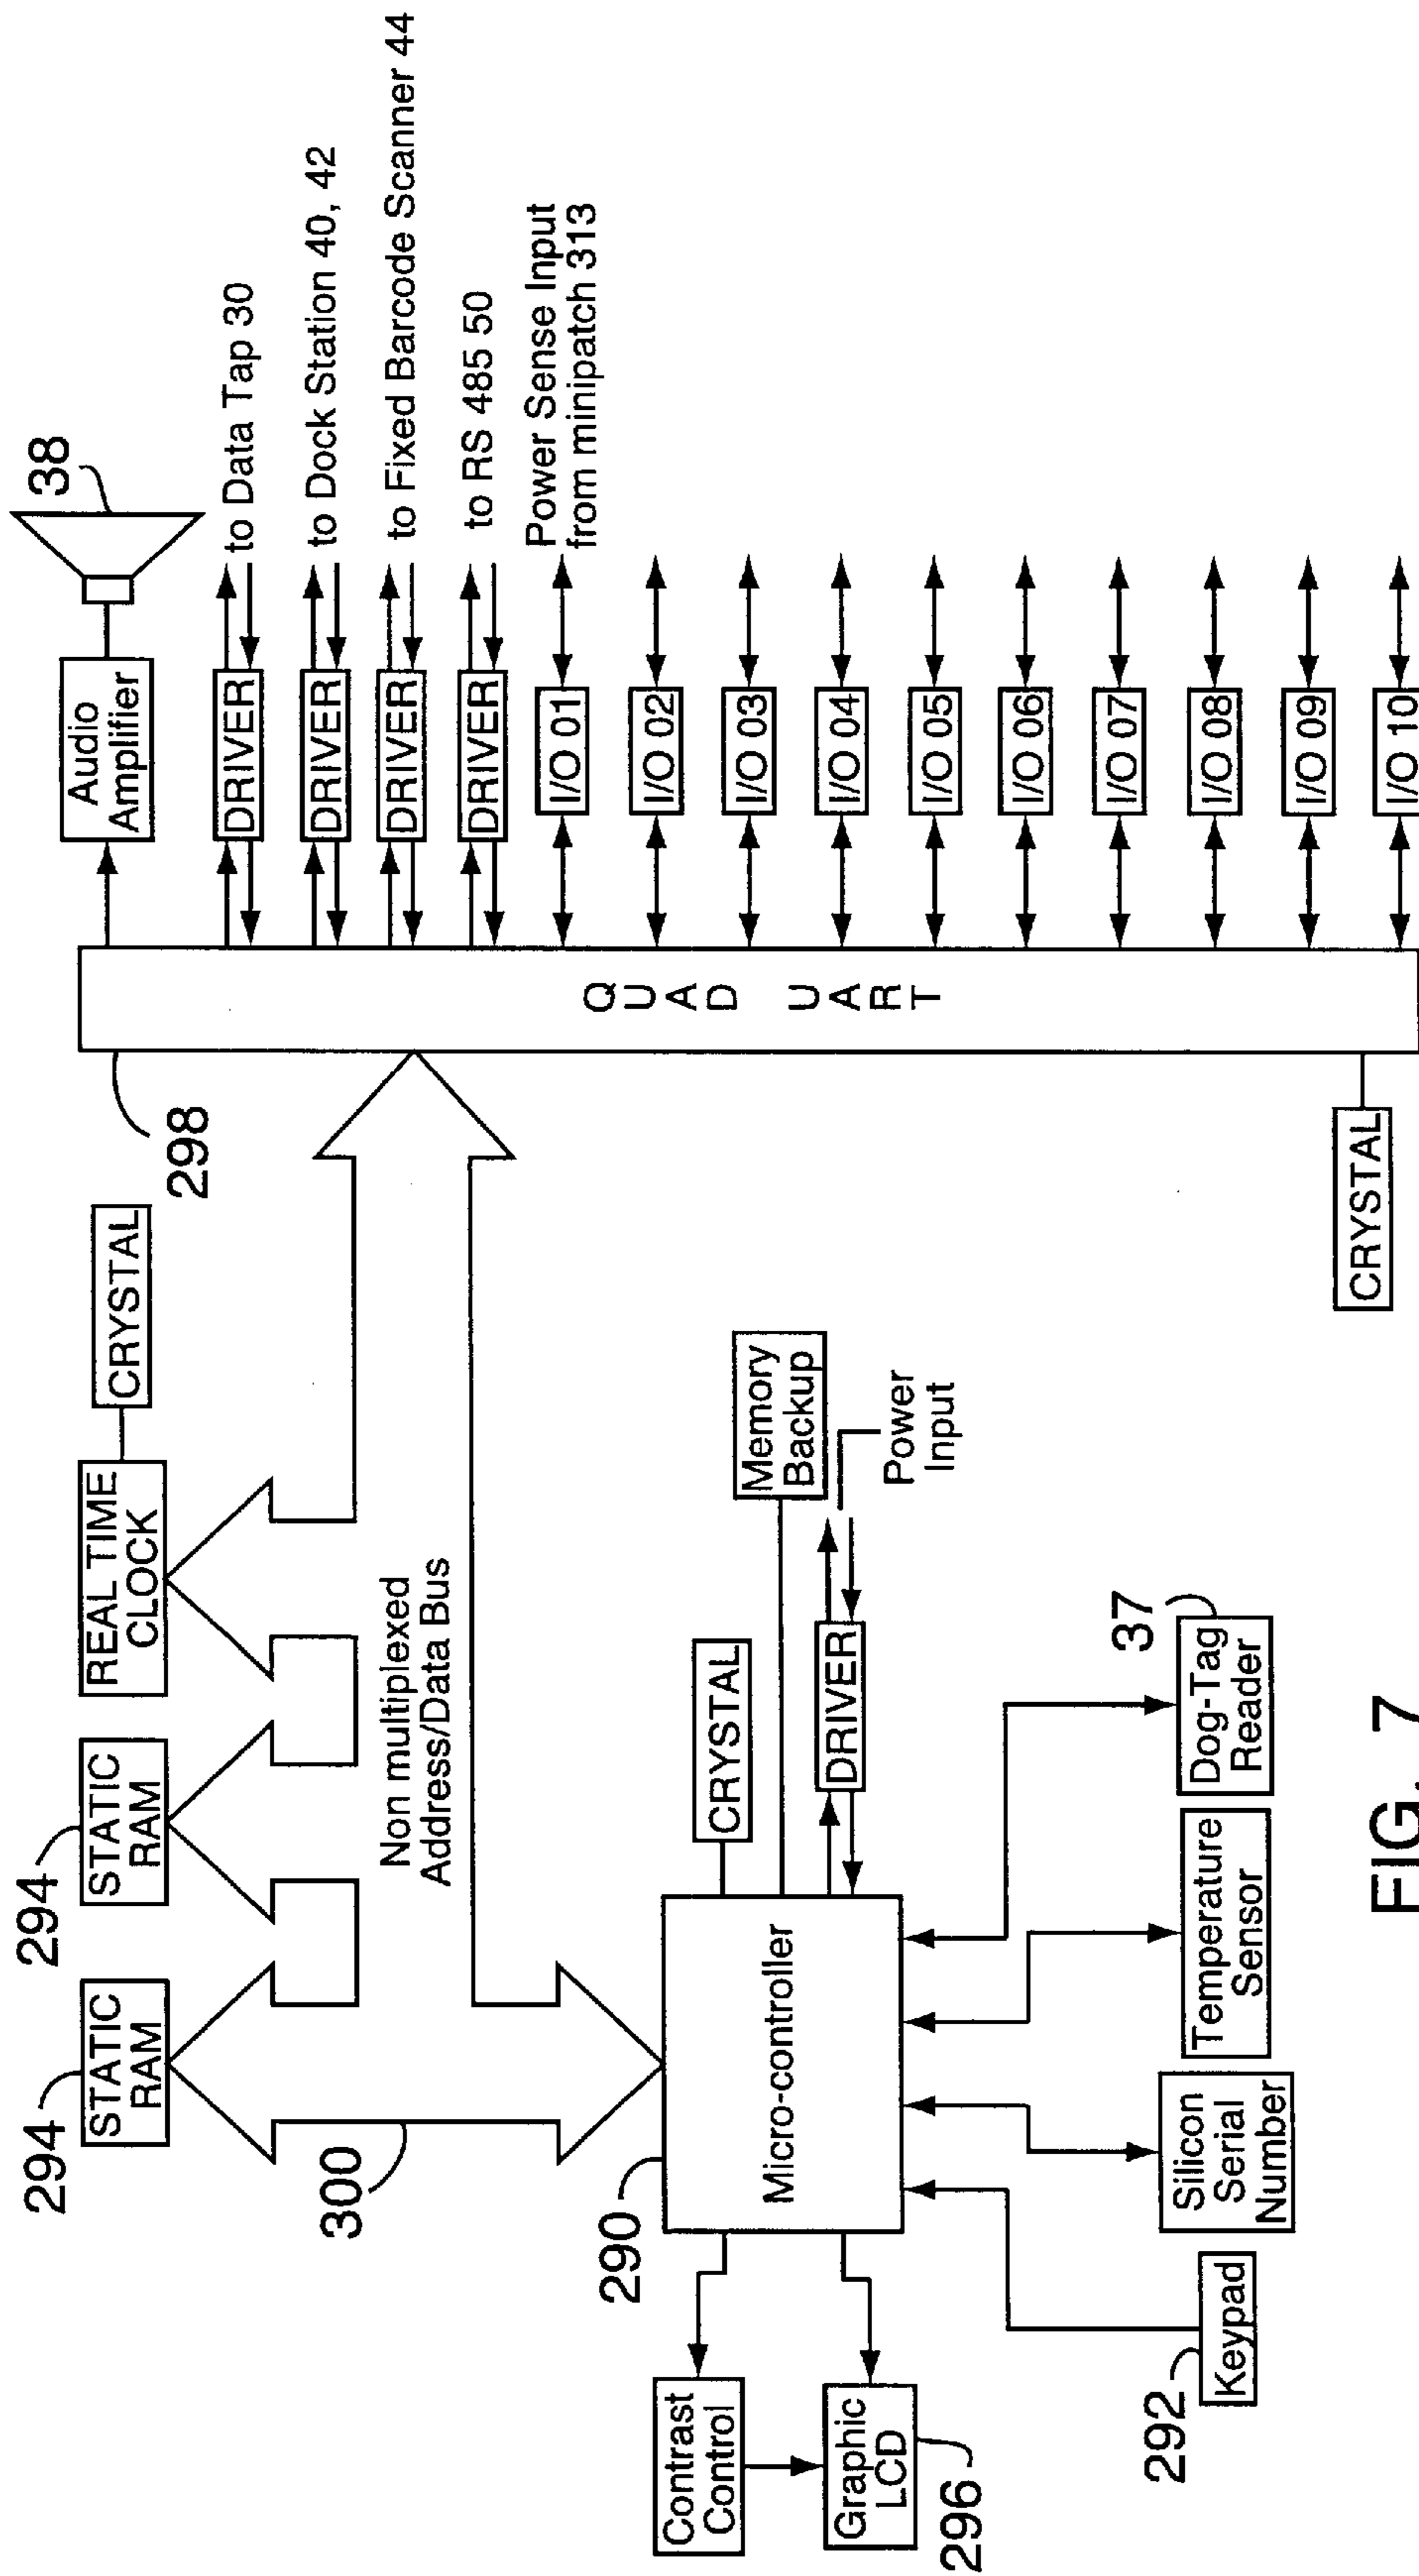 294
STATIC
RAM
294
STATIC
RAM
REAL TIME
CLOCK
CRYSTAL
298
Audio
Amplifier
38
DRIVER
to Data Tap 30
DRIVER
to Dock Station 40, 42
DRIVER
to Fixed Barcode Scanner 44
DRIVER
to RS 485 50
I/O 01
Power Sense Input
from minipatch 313
I/O 02
I/O 03
I/O 04
I/O 05
I/O 06
I/O 07
I/O 08
I/O 09
I/O 10
QUAD UART
CRYSTAL
300
Non multiplexed
Address/Data Bus
290
Micro-controller
CRYSTAL
Memory
Backup
DRIVER
Power
Input
Contrast
Control
Graphic
LCD
296
292
Keypad
Silicon
Serial
Number
Temperature
Sensor
Dog-Tag
Reader
37
FIG. 7